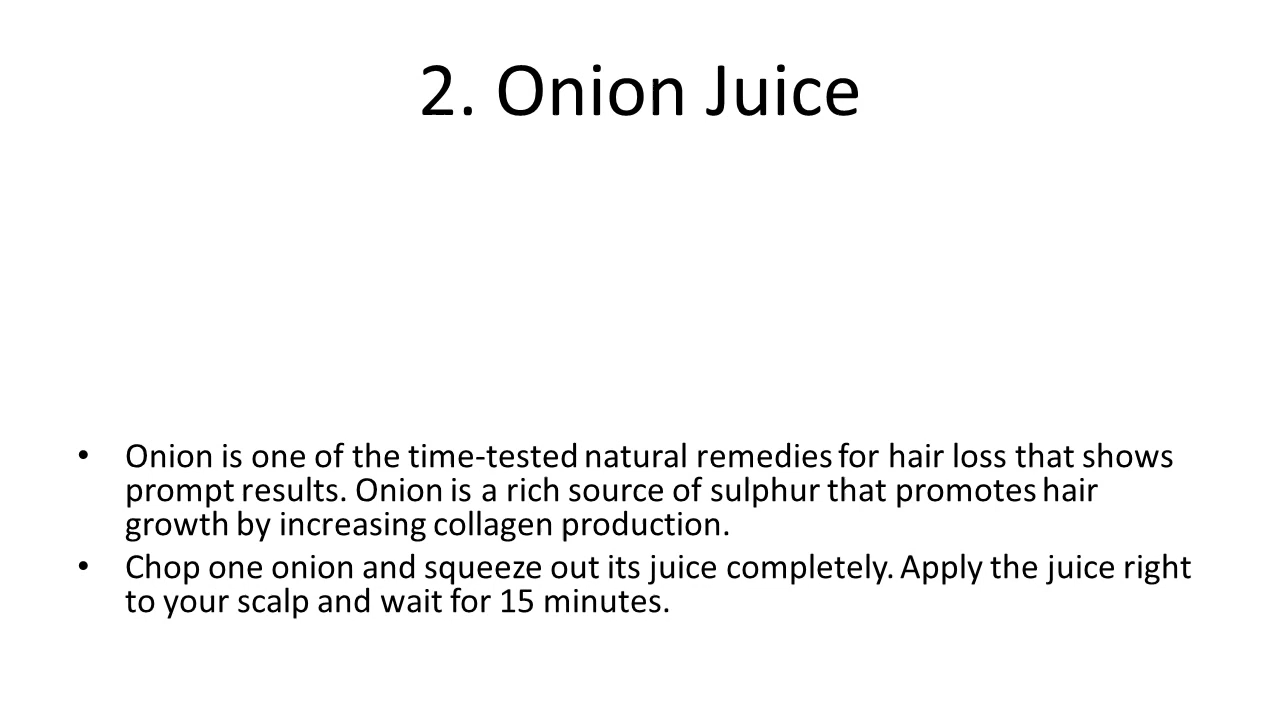 2. Onion Juice
• Onion is one of the time-tested natural remedies for hair loss that shows
prompt results. Onion is a rich source of sulphur that promotes hair
growth by increasing collagen production.
• Chop one onion and squeeze out its juice completely. Apply the juice right
to your scalp and wait for 15 minutes.